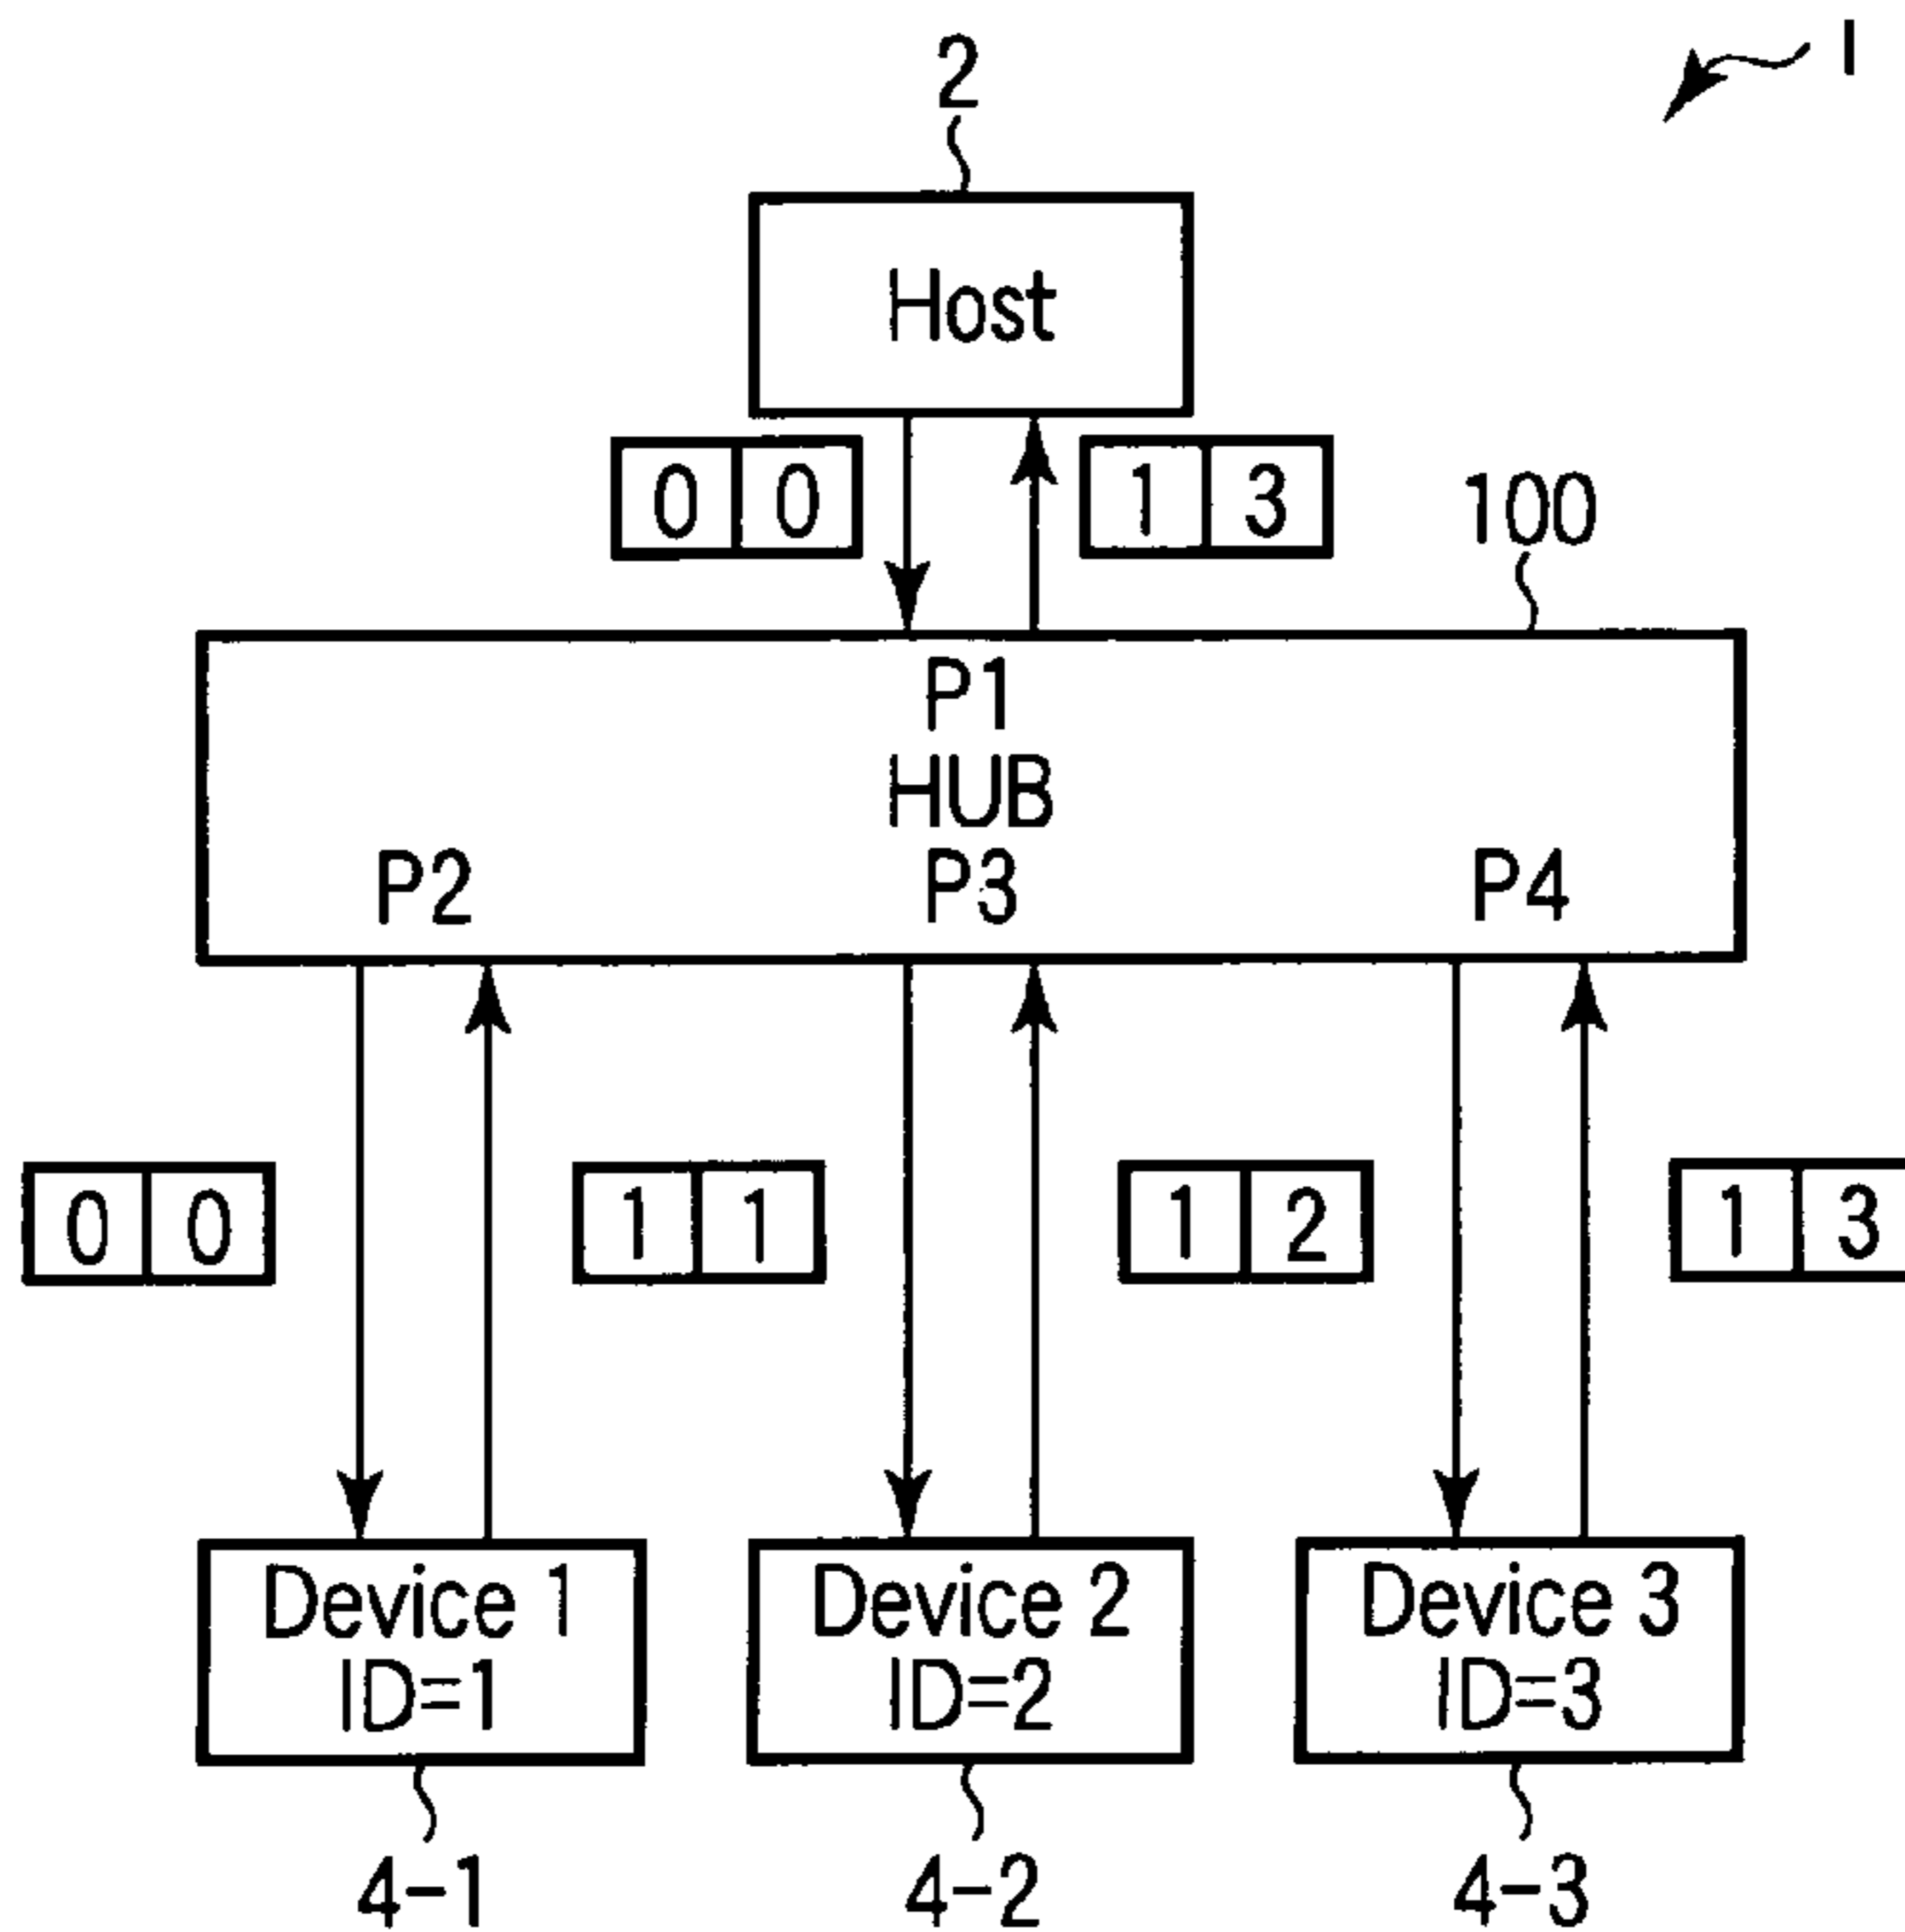 1
2
Host
0 0
1 3
100
P1
HUB
P2 P3 P4
0 0
1 1
1 2
1 3
Device 1
ID=1
Device 2
ID=2
Device 3
ID=3
4-1
4-2
4-3